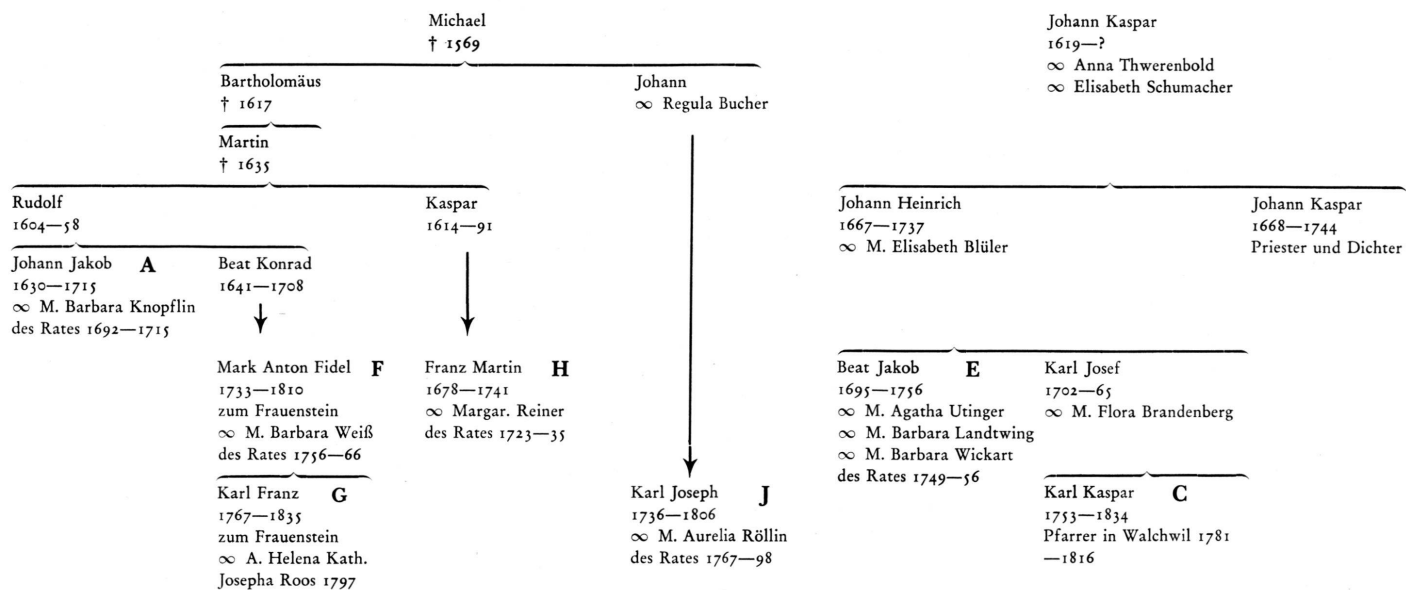 Michael
† 1569
Johann Kaspar
1619—?
∞ Anna Thwerenbold
∞ Elisabeth Schumacher
Bartholomäus
† 1617
Johann
∞ Regula Bucher
Martin
† 1635
Rudolf
1604—58
Kaspar
1614—91
Johann Heinrich
1667—1737
∞ M. Elisabeth Blüler
Johann Kaspar
1668—1744
Priester und Dichter
Johann Jakob A
1630—1715
∞ M. Barbara Knopflin
des Rates 1692—1715
Beat Konrad
1641—1708
Mark Anton Fidel F
1733—1810
zum Frauenstein
∞ M. Barbara Weiß
des Rates 1756—66
Franz Martin H
1678—1741
∞ Margar. Reiner
des Rates 1723—35
Beat Jakob E
1695—1756
∞ M. Agatha Utinger
∞ M. Barbara Landtwing
∞ M. Barbara Wickart
des Rates 1749—56
Karl Josef
1702—65
∞ M. Flora Brandenberg
Karl Franz G
1767—1835
zum Frauenstein
∞ A. Helena Kath.
Josepha Roos 1797
Karl Joseph J
1736—1806
∞ M. Aurelia Röllin
des Rates 1767—98
Karl Kaspar C
1753—1834
Pfarrer in Walchwil 1781
—1816